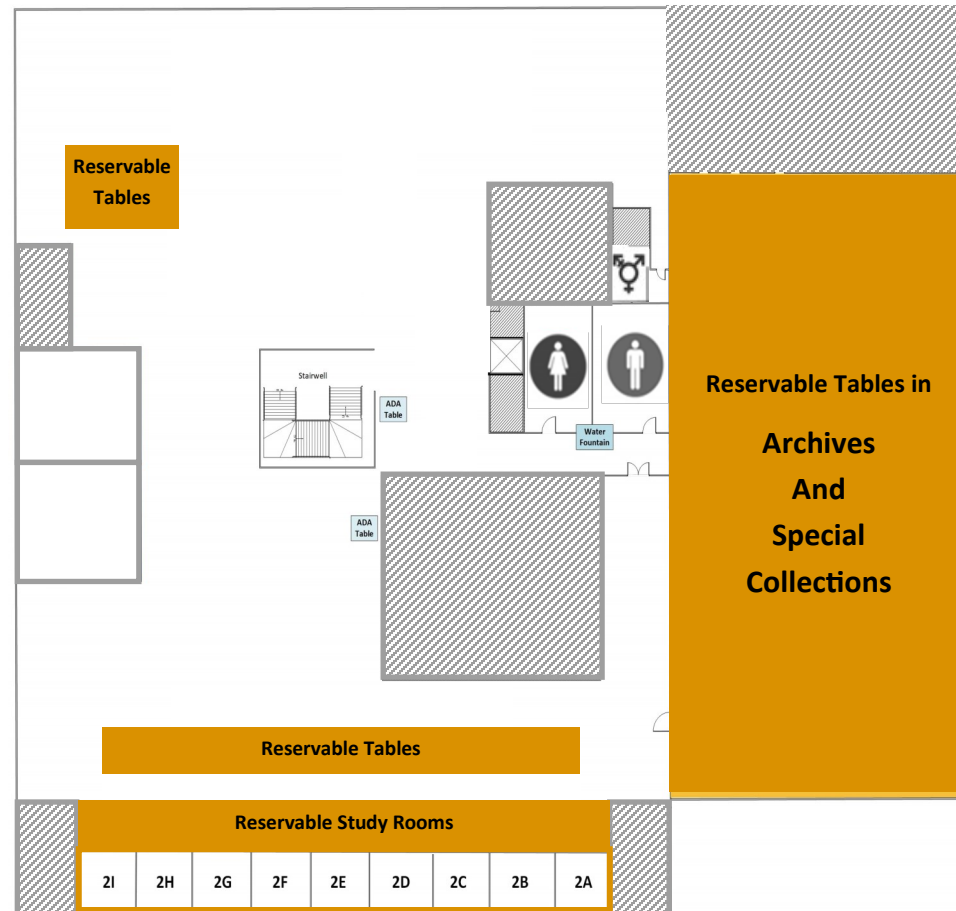 Reservable
Tables
Stairwell
ADA
Table
Water
Fountain
ADA
Table
Reservable Tables in
Archives
And
Special
Collections
Reservable Tables
Reservable Study Rooms
2I 2H 2G 2F 2E 2D 2C 2B 2A